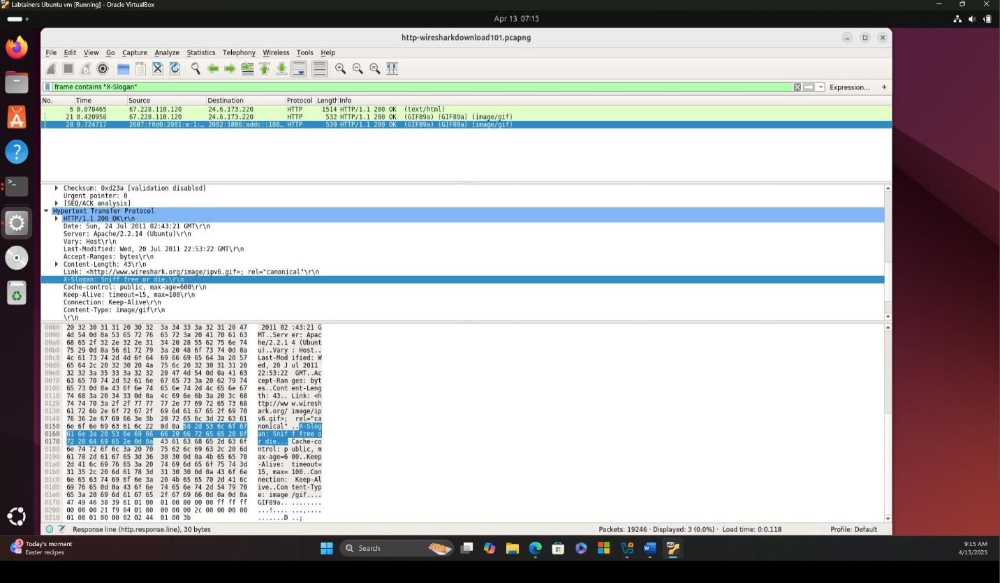 Labtainers Ubuntu vm [Running] - Oracle VirtualBox
Apr 13 07:15
http-wiresharkdownload101.pcapng
File Edit View Go Capture Analyze Statistics Telephony Wireless Tools Help
frame contains "X-Slogan"
Expression... +
No. Time Source Destination Protocol Length Info
6 0.078465 67.228.110.120 24.6.173.220 HTTP 1514 HTTP/1.1 200 OK (text/html)
21 0.420958 67.228.110.120 24.6.173.220 HTTP 532 HTTP/1.1 200 OK (GIF89a) (GIF89a) (image/gif)
28 0.724717 2607:f0d0:2001:e:1:… 2002:1806:addc::180… HTTP 539 HTTP/1.1 200 OK (GIF89a) (GIF89a) (image/gif)
Checksum: 0xd23a [validation disabled]
Urgent pointer: 0
[SEQ/ACK analysis]
Hypertext Transfer Protocol
HTTP/1.1 200 OK\r\n
Date: Sun, 24 Jul 2011 02:43:21 GMT\r\n
Server: Apache/2.2.14 (Ubuntu)\r\n
Vary: Host\r\n
Last-Modified: Wed, 20 Jul 2011 22:53:22 GMT\r\n
Accept-Ranges: bytes\r\n
Content-Length: 43\r\n
Link: <http://www.wireshark.org/image/ipv6.gif>; rel="canonical"\r\n
X-Slogan: Sniff free or die.\r\n
Cache-control: public, max-age=600\r\n
Keep-Alive: timeout=15, max=100\r\n
Connection: Keep-Alive\r\n
Content-Type: image/gif\r\n
\r\n
0080 20 32 30 31 31 20 30 32 3a 34 33 3a 32 31 20 47 2011 02 :43:21 G
0090 4d 54 0d 0a 53 65 72 76 65 72 3a 20 41 70 61 63 MT..Serv er: Apac
00a0 68 65 2f 32 2e 32 2e 31 34 20 28 55 62 75 6e 74 he/2.2.1 4 (Ubunt
00b0 75 29 0d 0a 56 61 72 79 3a 20 48 6f 73 74 0d 0a u)..Vary : Host..
00c0 4c 61 73 74 2d 4d 6f 64 69 66 69 65 64 3a 20 57 Last-Mod ified: W
00d0 65 64 2c 20 32 30 20 4a 75 6c 20 32 30 31 31 20 ed, 20 J ul 2011
00e0 32 32 3a 35 33 3a 32 32 20 47 4d 54 0d 0a 41 63 22:53:22 GMT..Ac
00f0 63 65 70 74 2d 52 61 6e 67 65 73 3a 20 62 79 74 cept-Ran ges: byt
0100 65 73 0d 0a 43 6f 6e 74 65 6e 74 2d 4c 65 6e 67 es..Cont ent-Leng
0110 74 68 3a 20 34 33 0d 0a 4c 69 6e 6b 3a 20 3c 68 th: 43.. Link: <h
0120 74 74 70 3a 2f 2f 77 77 77 2e 77 69 72 65 73 68 ttp://ww w.wiresh
0130 61 72 6b 2e 6f 72 67 2f 69 6d 61 67 65 2f 69 70 ark.org/ image/ip
0140 76 36 2e 67 69 66 3e 3b 20 72 65 6c 3d 22 63 61 v6.gif>; rel="ca
0150 6e 6f 6e 69 63 61 6c 22 0d 0a 58 2d 53 6c 6f 67 nonical" ..X-Slog
0160 61 6e 3a 20 53 6e 69 66 66 20 66 72 65 65 20 6f an: Snif f free o
0170 72 20 64 69 65 2e 0d 0a 43 61 63 68 65 2d 63 6f r die... Cache-co
0180 6e 74 72 6f 6c 3a 20 70 75 62 6c 69 63 2c 20 6d ntrol: p ublic, m
0190 61 78 2d 61 67 65 3d 36 30 30 0d 0a 4b 65 65 70 ax-age=6 00..Keep
01a0 2d 41 6c 69 76 65 3a 20 74 69 6d 65 6f 75 74 3d -Alive: timeout=
01b0 31 35 2c 20 6d 61 78 3d 31 30 30 0d 0a 43 6f 6e 15, max= 100..Con
01c0 6e 65 63 74 69 6f 6e 3a 20 4b 65 65 70 2d 41 6c nection: Keep-Al
01d0 69 76 65 0d 0a 43 6f 6e 74 65 6e 74 2d 54 79 70 ive..Con tent-Typ
01e0 65 3a 20 69 6d 61 67 65 2f 67 69 66 0d 0a 0d 0a e: image /gif....
01f0 47 49 46 38 39 61 01 00 01 00 80 00 00 ff ff ff GIF89a.. ........
0200 00 00 00 21 f9 04 01 00 00 00 00 2c 00 00 00 00 ...!.... ...,....
0210 01 00 01 00 00 02 02 44 01 00 3b .......D ..;
Response line (http.response.line), 30 bytes
Packets: 19246 · Displayed: 3 (0.0%) · Load time: 0:0.118
Profile: Default
3
Today's moment
Easter recipes
Search
9:15 AM
4/13/2025